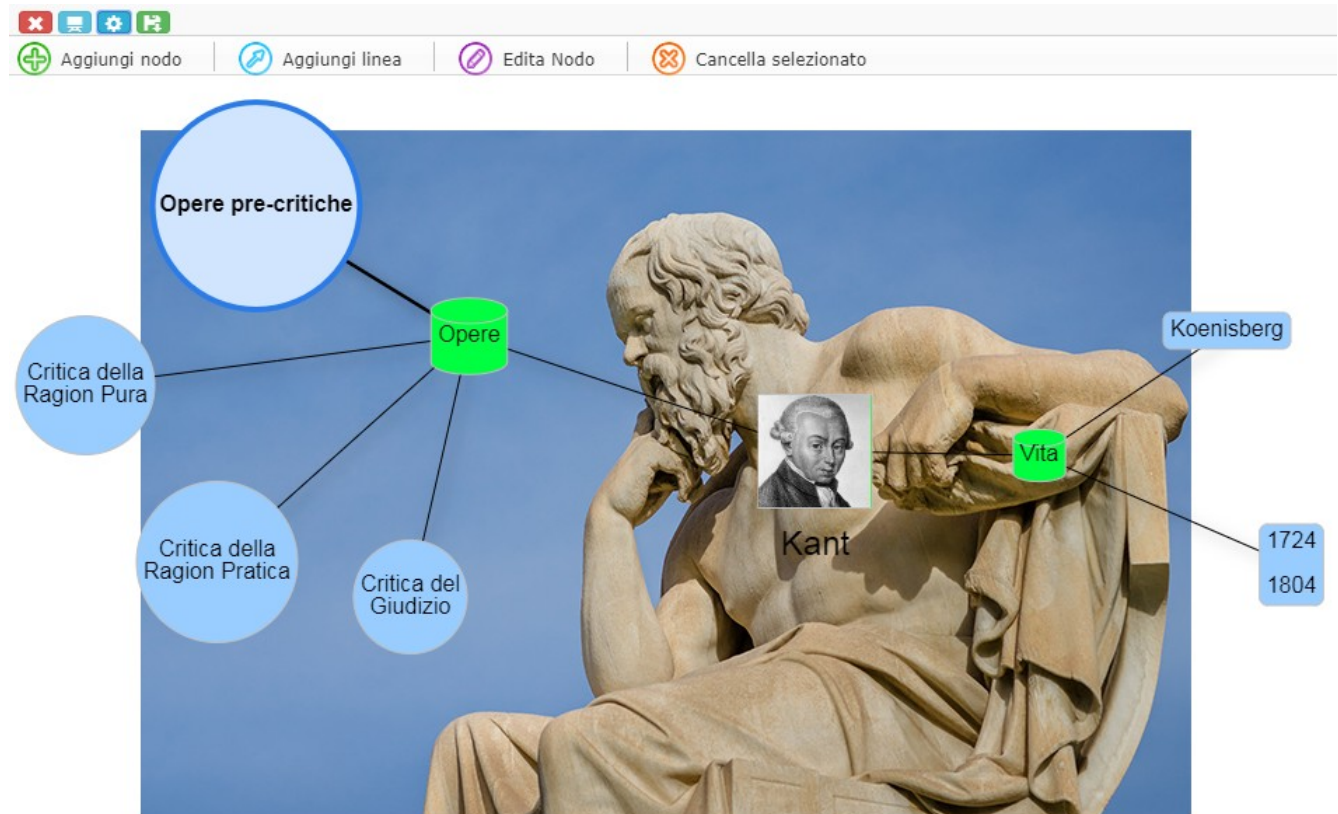 Aggiungi nodo
Aggiungi linea
Edita Nodo
Cancella selezionato
Opere pre-critiche
Opere
Critica della
Ragion Pura
Critica della
Ragion Pratica
Critica del
Giudizio
Kant
Vita
Koenisberg
1724
1804